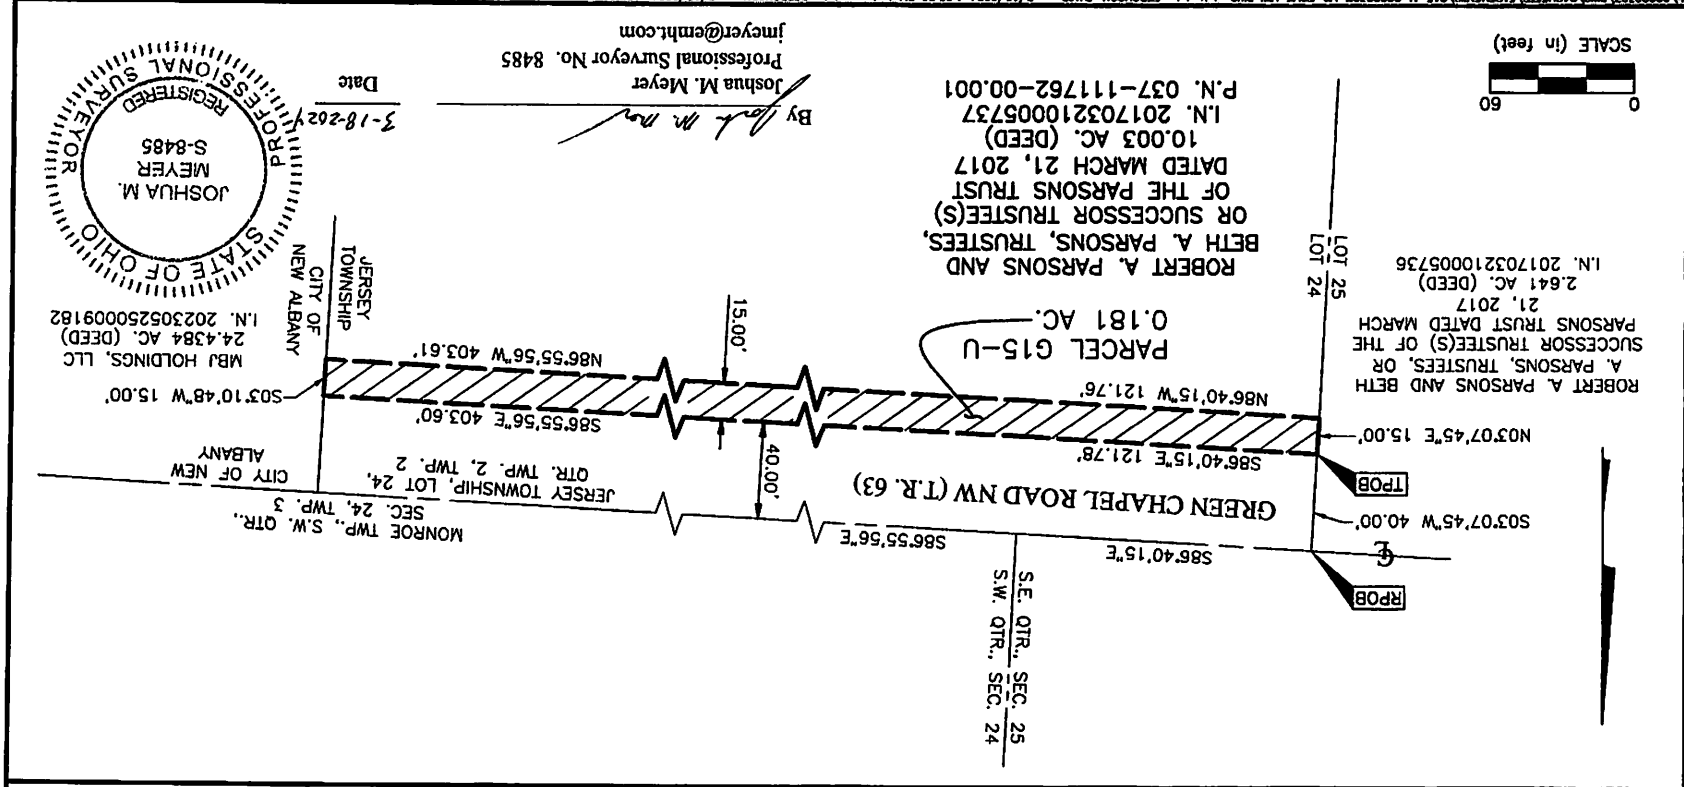 S.E. QTR., SEC. 25
S.W. QTR., SEC. 24
RPOB
S86°40'15"E
S86°55'56"E
S03°07'45"W 40.00'
TPOB
N03°07'45"E 15.00'
GREEN CHAPEL ROAD NW (T.R. 63)
MONROE TWP., S.W. QTR.,
SEC. 24, TWP. 3
JERSEY TOWNSHIP, LOT 24,
QTR. TWP. 2, TWP. 2
CITY OF NEW
ALBANY
40.00'
S86°40'15"E 121.78'
S86°55'56"E 403.60'
N86°40'15"W 121.76'
N86°55'56"W 403.61'
S03°10'48"W 15.00'
15.00'
ROBERT A. PARSONS AND BETH
A. PARSONS, TRUSTEES, OR
SUCCESSOR TRUSTEE(S) OF THE
PARSONS TRUST DATED MARCH
21, 2017
2.641 AC. (DEED)
I.N. 201703210005736
LOT 25
LOT 24
PARCEL G15-U
0.181 AC.
ROBERT A. PARSONS AND
BETH A. PARSONS, TRUSTEES,
OR SUCCESSOR TRUSTEE(S)
OF THE PARSONS TRUST
DATED MARCH 21, 2017
10.003 AC. (DEED)
I.N. 201703210005737
P.N. 037-111762-00.001
JERSEY
TOWNSHIP
CITY OF
NEW ALBANY
MBJ HOLDINGS, LLC
24.4384 AC. (DEED)
I.N. 202305250009182
STATE OF OHIO
JOSHUA M.
MEYER
S-8485
REGISTERED
PROFESSIONAL SURVEYOR
By
3-18-2024
Joshua M. Meyer
Date
Professional Surveyor No. 8485
jmeyer@emht.com
0 60
SCALE (in feet)